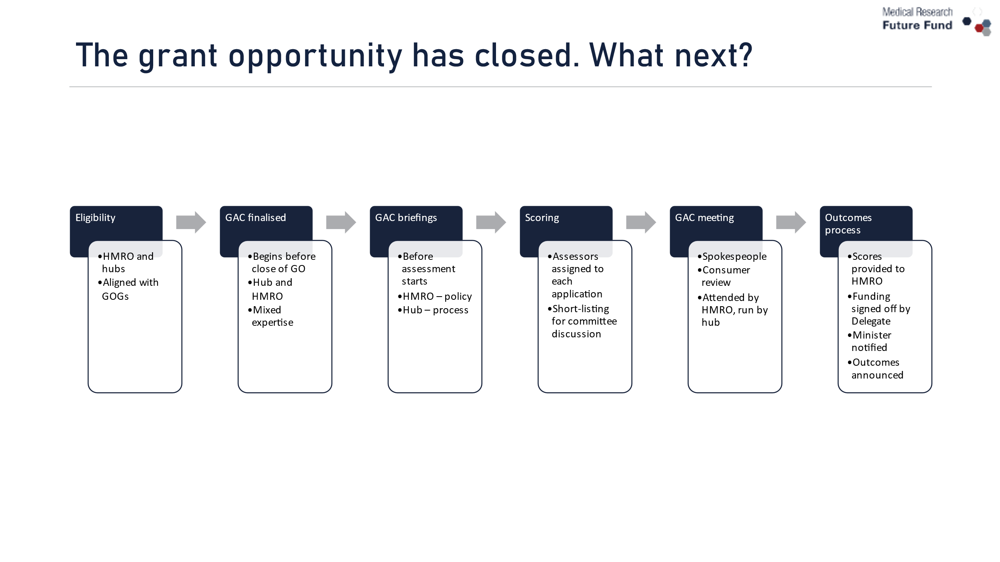 Medical Research
Future Fund
The grant opportunity has closed. What next?
Eligibility
•HMRO and
hubs
•Aligned with
GOGs
GAC finalised
•Begins before
close of GO
•Hub and
HMRO
•Mixed
expertise
GAC briefings
•Before
assessment
starts
•HMRO – policy
•Hub – process
Scoring
•Assessors
assigned to
each
application
•Short-listing
for committee
discussion
GAC meeting
•Spokespeople
•Consumer
review
•Attended by
HMRO, run by
hub
Outcomes
process
•Scores
provided to
HMRO
•Funding
signed off by
Delegate
•Minister
notified
•Outcomes
announced